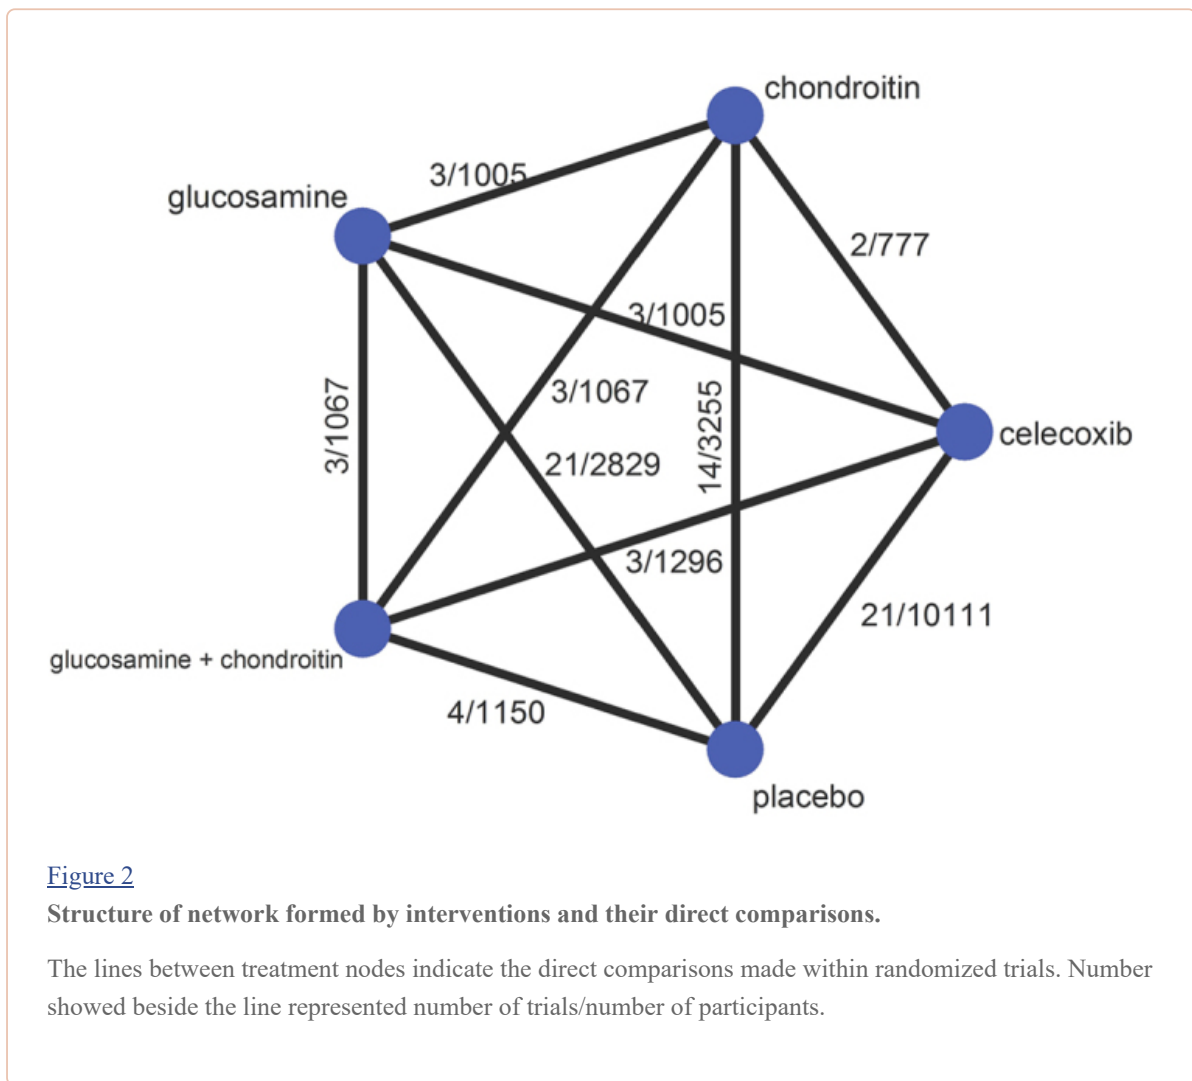 chondroitin
3/1005
glucosamine
2/777
3/1005
3/1067
3/1067
14/3255
celecoxib
21/2829
3/1296
21/10111
glucosamine + chondroitin
4/1150
placebo
Figure 2
Structure of network formed by interventions and their direct comparisons.
The lines between treatment nodes indicate the direct comparisons made within randomized trials. Number
showed beside the line represented number of trials/number of participants.